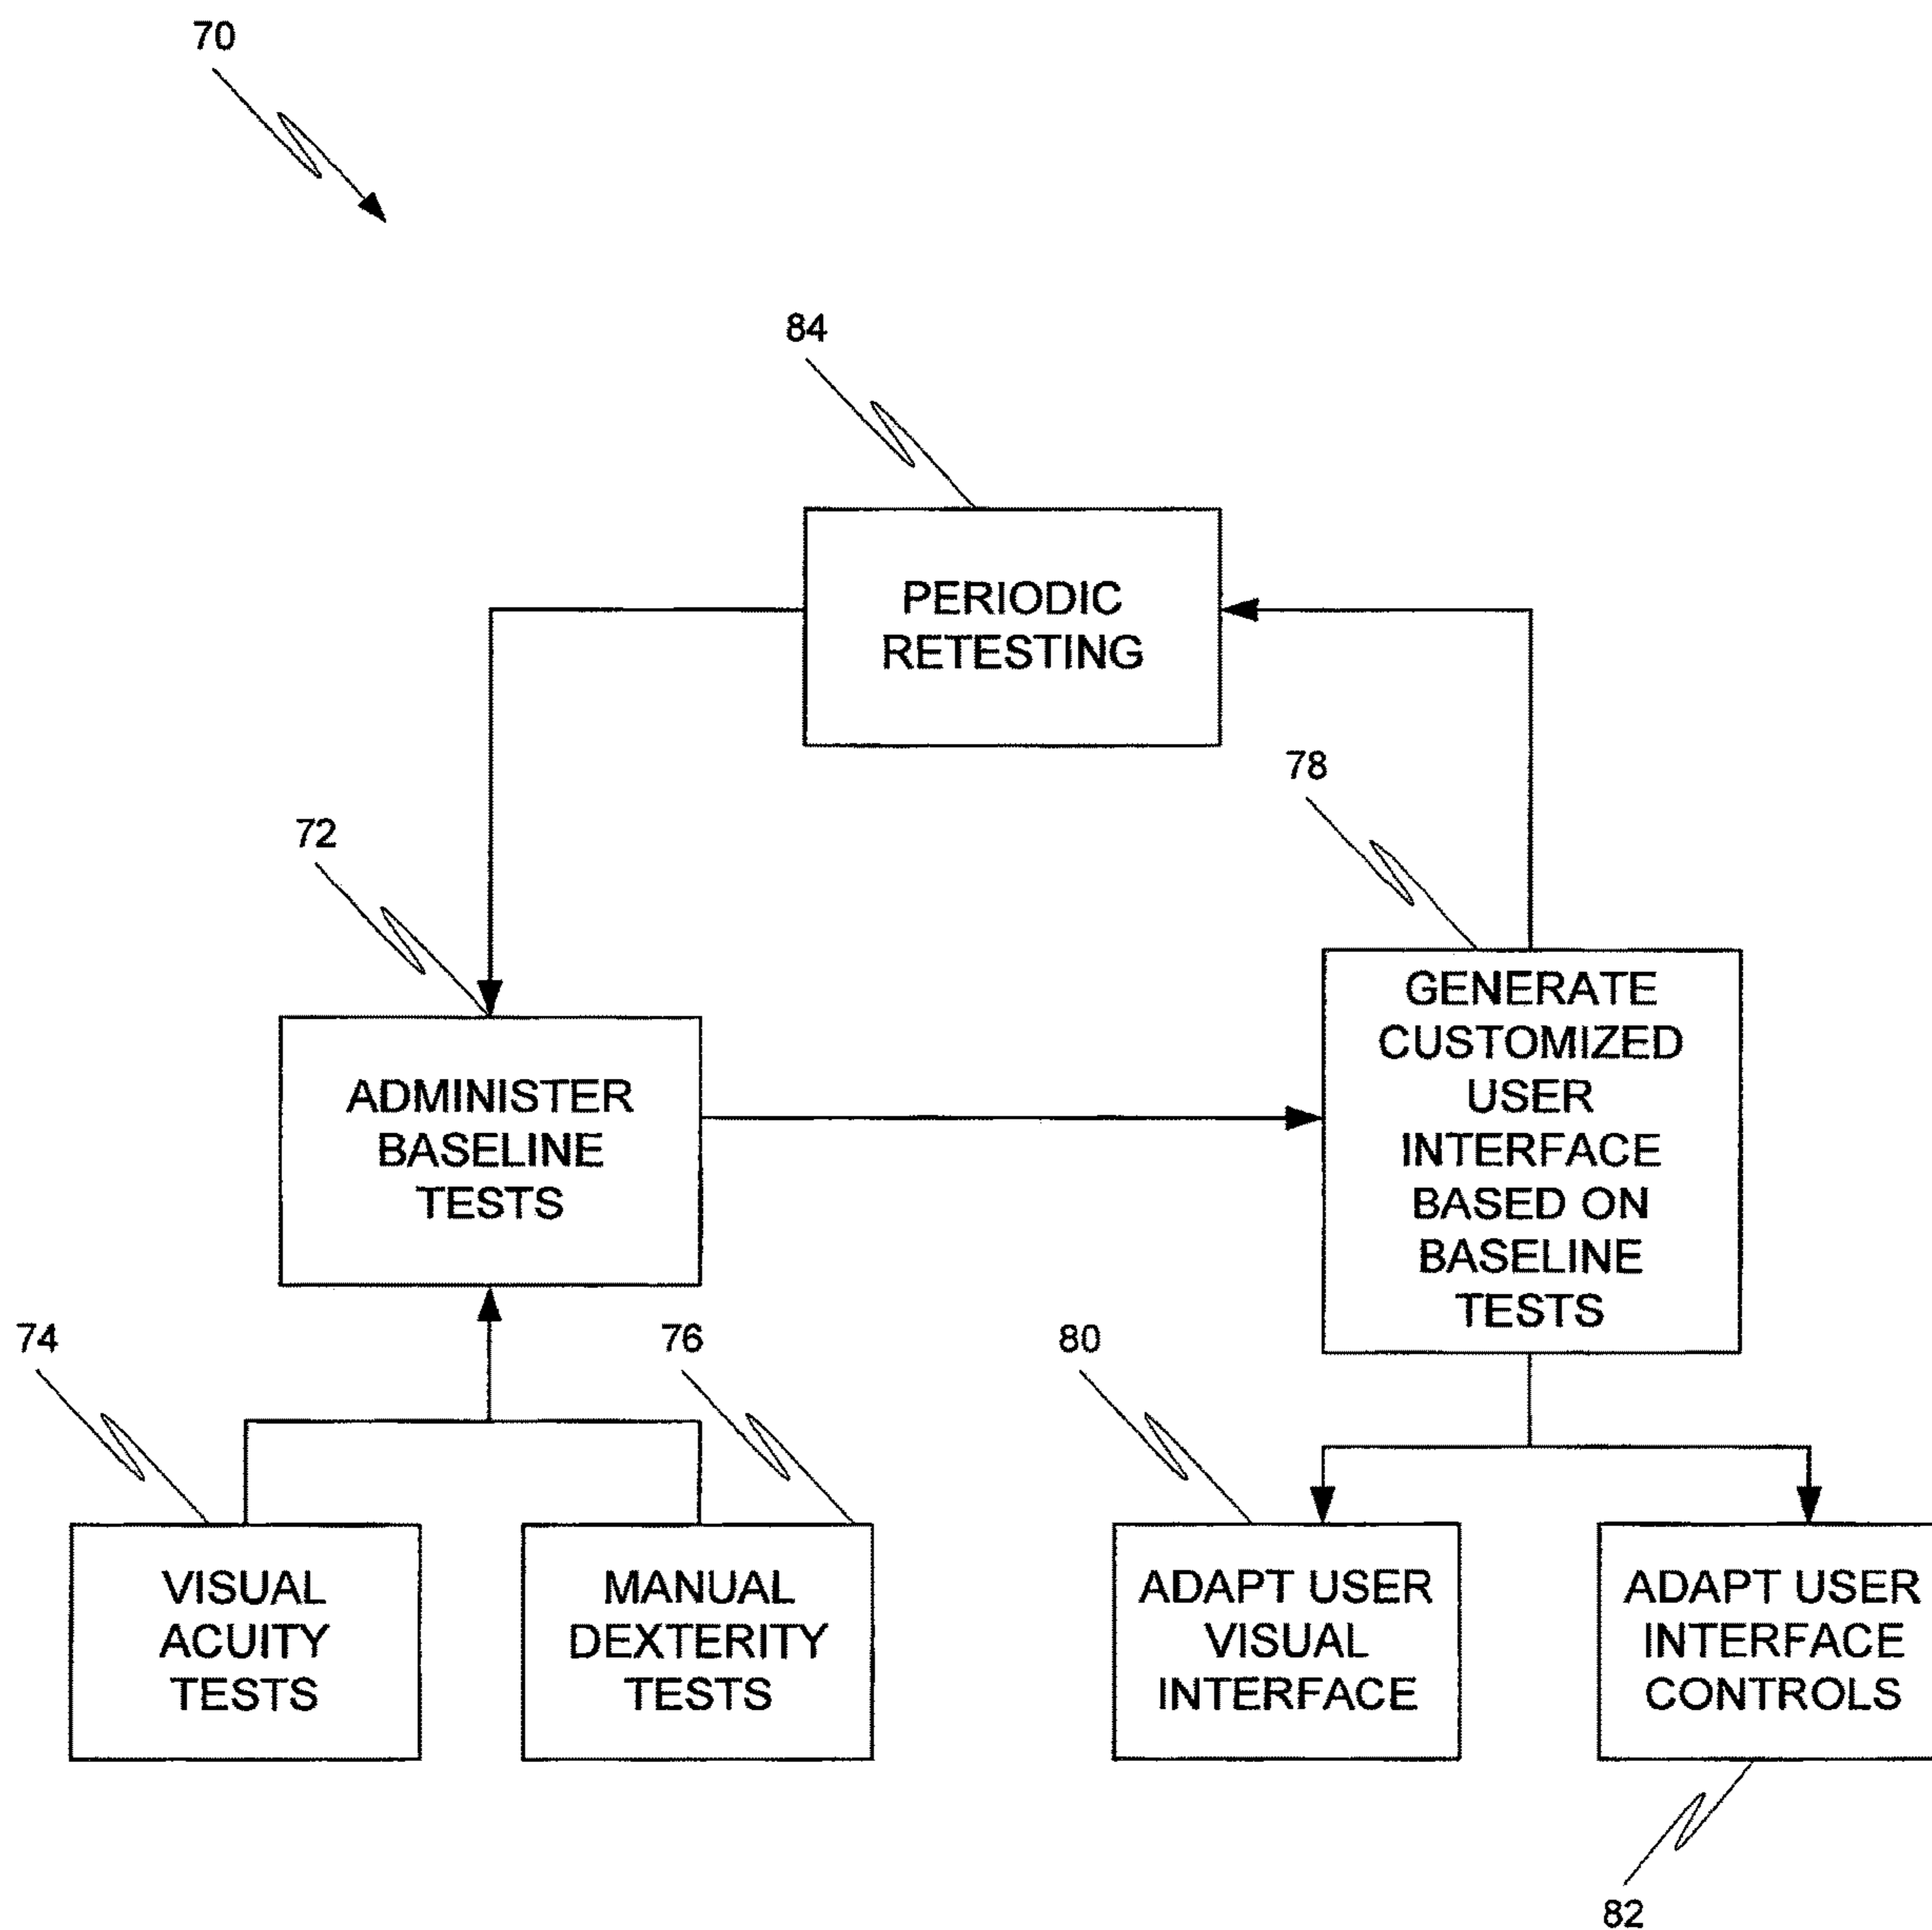 70
84
PERIODIC
RETESTING
78
72
GENERATE
CUSTOMIZED
USER
INTERFACE
BASED ON
BASELINE
TESTS
ADMINISTER
BASELINE
TESTS
74
76
80
VISUAL
ACUITY
TESTS
MANUAL
DEXTERITY
TESTS
ADAPT USER
VISUAL
INTERFACE
ADAPT USER
INTERFACE
CONTROLS
82